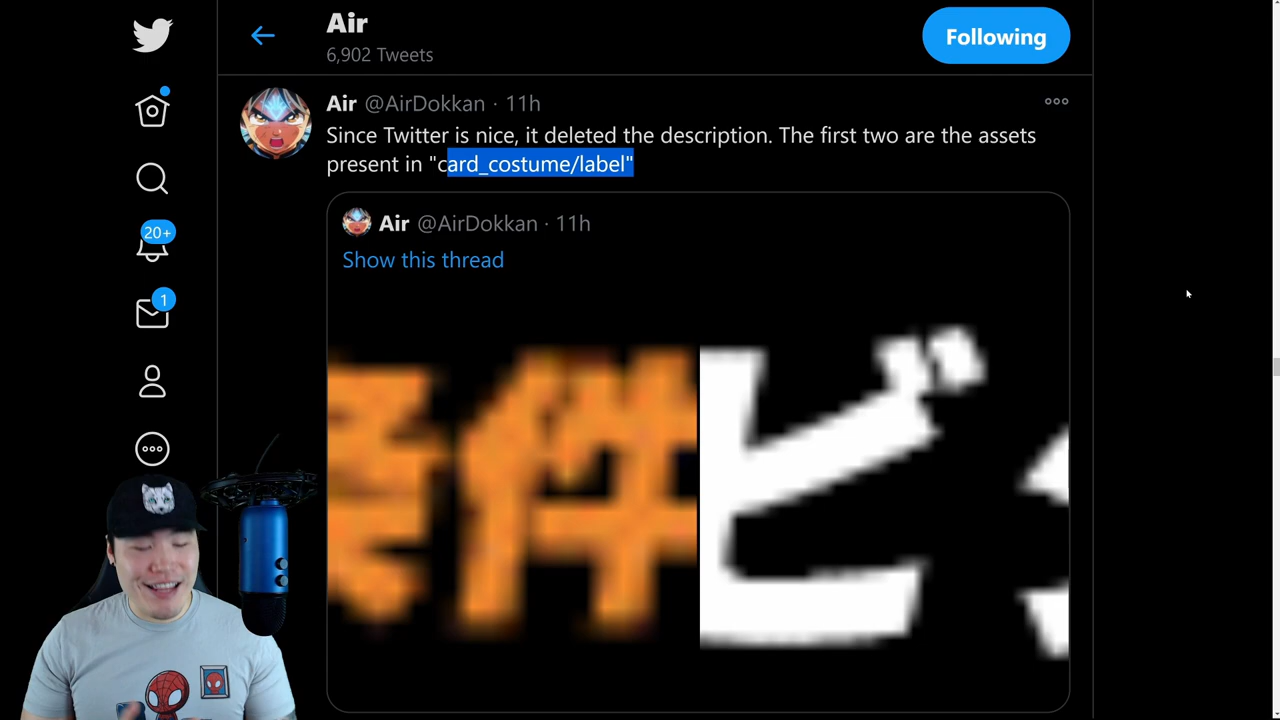 Air
6,902 Tweets
Following
Air @AirDokkan · 11h
Since Twitter is nice, it deleted the description. The first two are the assets
present in "card_costume/label"
20+
Air @AirDokkan · 11h
Show this thread
1
件
ビ